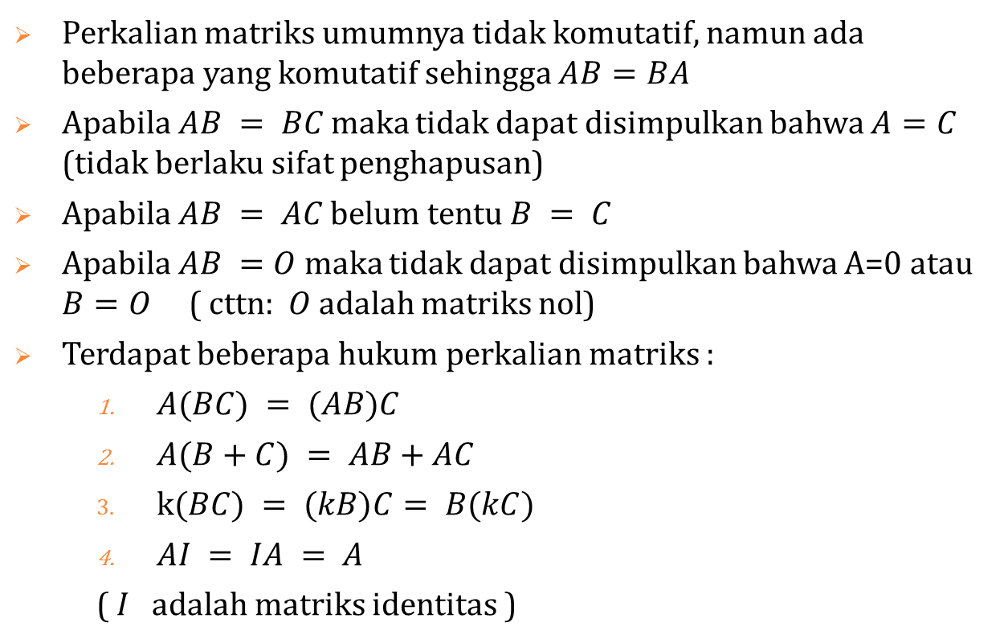 ➢ Perkalian matriks umumnya tidak komutatif, namun ada
beberapa yang komutatif sehingga AB = BA
➢ Apabila AB = BC maka tidak dapat disimpulkan bahwa A = C
(tidak berlaku sifat penghapusan)
➢ Apabila AB = AC belum tentu B = C
➢ Apabila AB = O maka tidak dapat disimpulkan bahwa A=0 atau
B = O ( cttn: O adalah matriks nol)
➢ Terdapat beberapa hukum perkalian matriks :
1. A(BC) = (AB)C
2. A(B + C) = AB + AC
3. k(BC) = (kB)C = B(kC)
4. AI = IA = A
( I adalah matriks identitas )